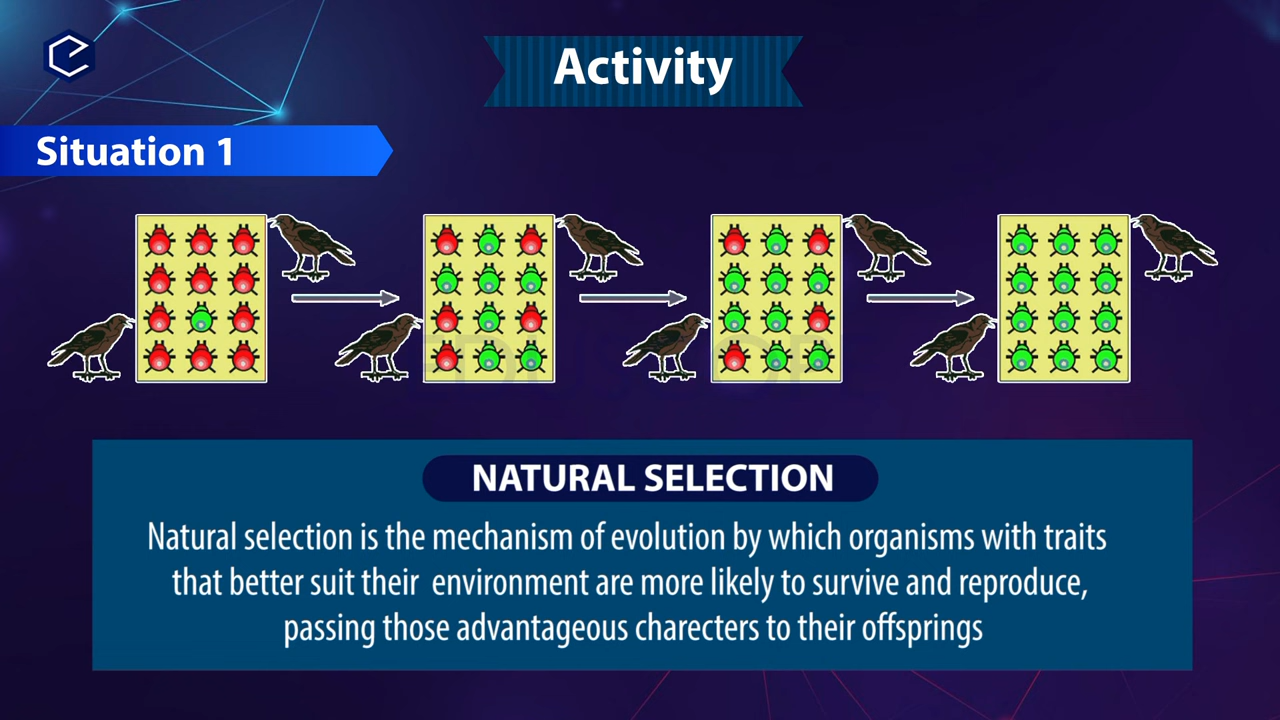 Activity
Situation 1
NATURAL SELECTION
Natural selection is the mechanism of evolution by which organisms with traits
that better suit their environment are more likely to survive and reproduce,
passing those advantageous charecters to their offsprings